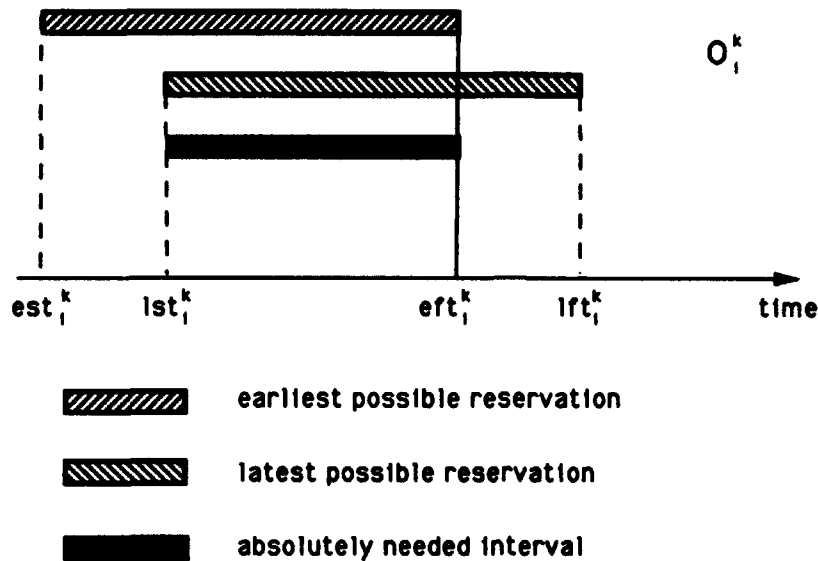 O_i^k
est_i^k lst_i^k eft_i^k lft_i^k time
earliest possible reservation
latest possible reservation
absolutely needed interval